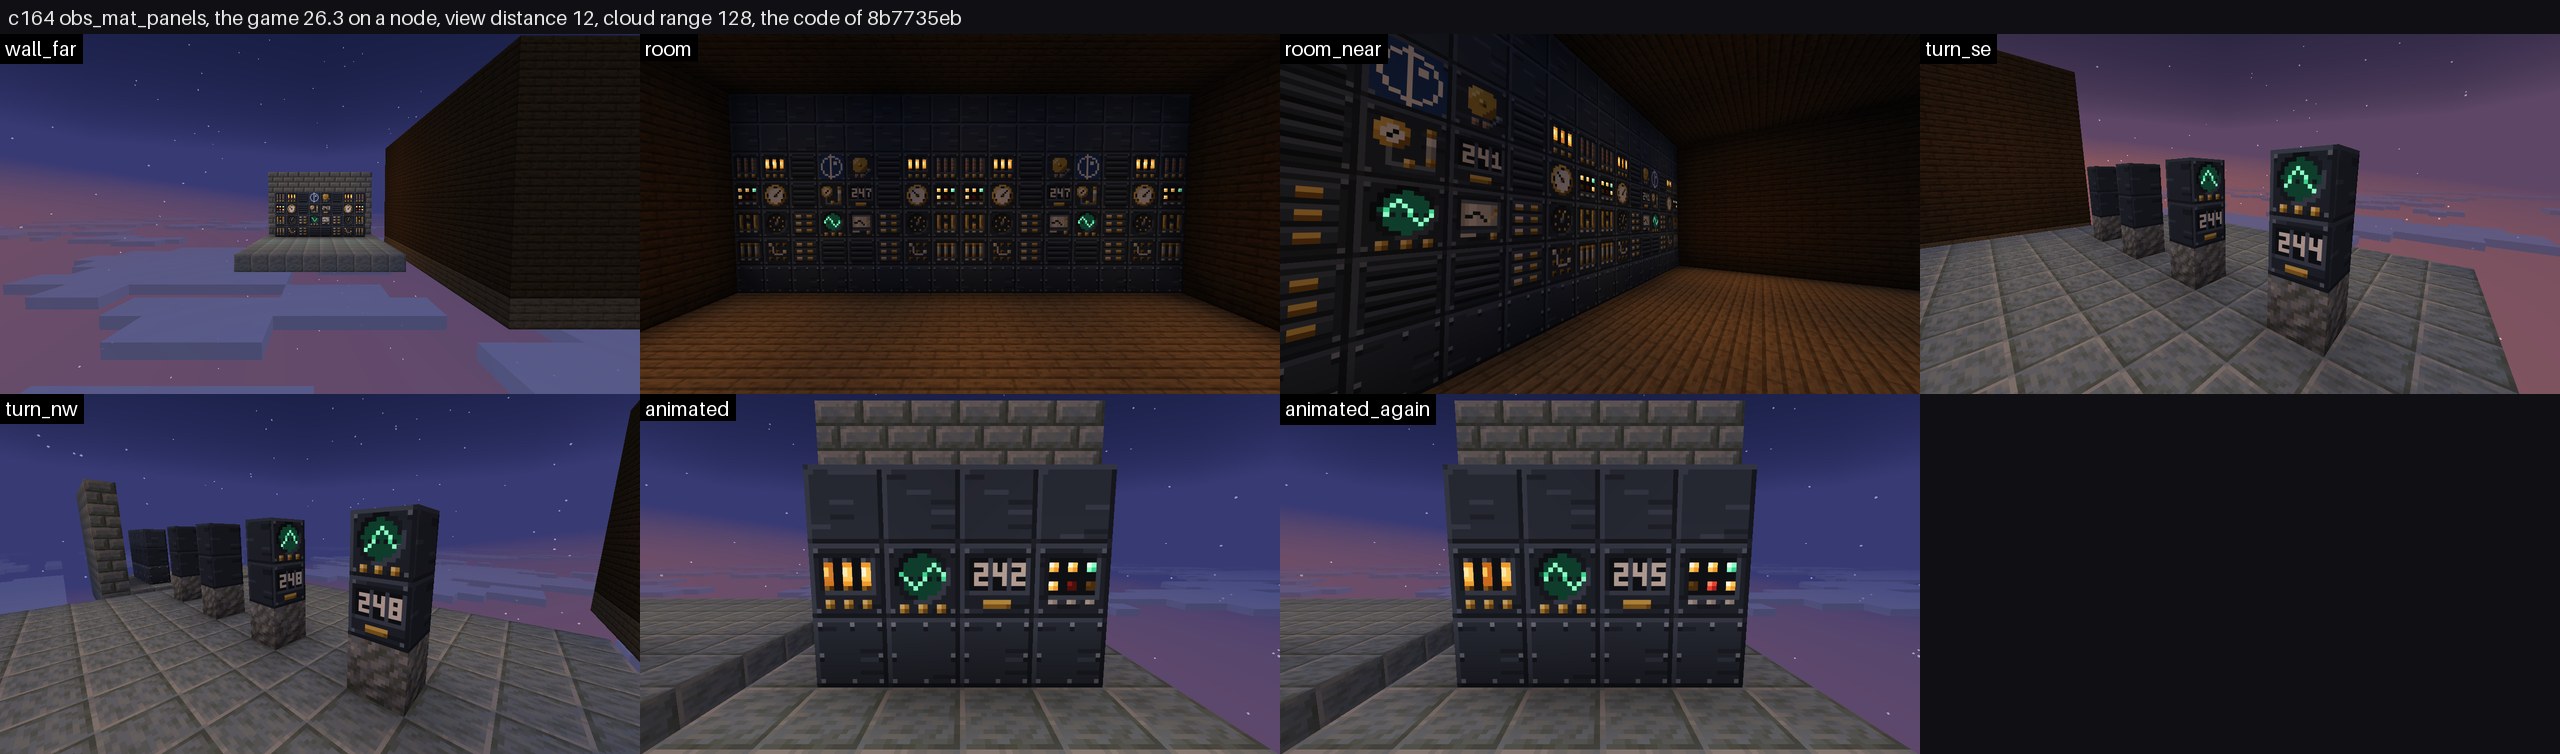 c164 obs_mat_panels, the game 26.3 on a node, view distance 12, cloud range 128, the code of 8b7735eb
wall_far
room
room_near
turn_se
247
247
241
244
244
turn_nw
animated
animated_again
248
248
242
245